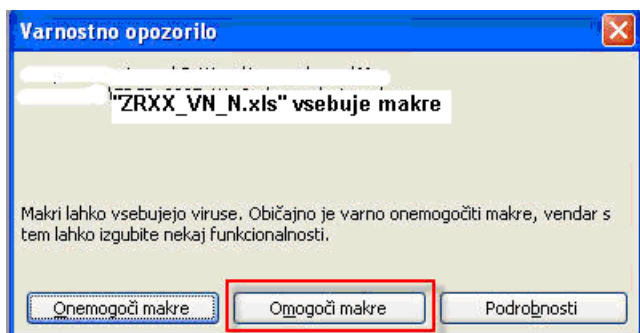 Varnostno opozorilo
"ZRXX_VN_N.xls" vsebuje makre
Makri lahko vsebujejo viruse. Običajno je varno onemogočiti makre, vendar s
tem lahko izgubite nekaj funkcionalnosti.
Onemogoči makre Omogoči makre Podrobnosti